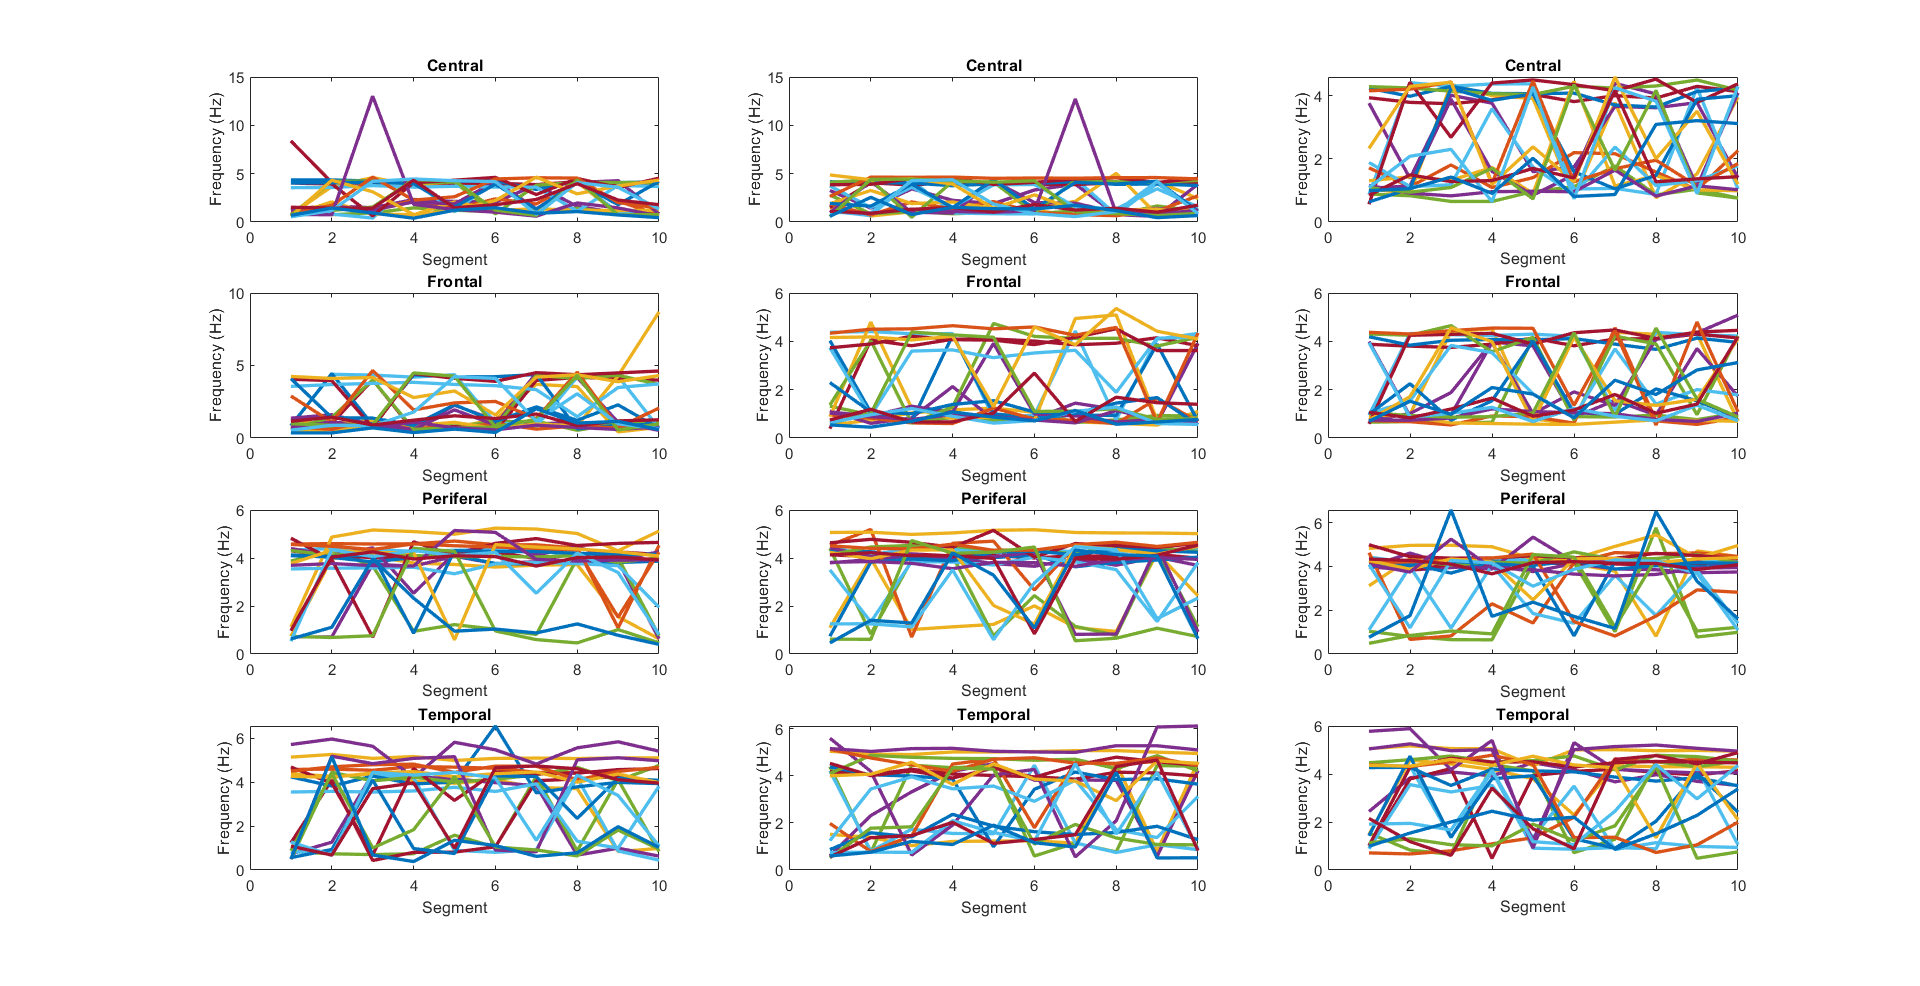 Central Central Central
15 15
10 10 4
5 5 2
0 0 0
0 2 4 6 8 10 0 2 4 6 8 10 0 2 4 6 8 10
Frequency (Hz) Frequency (Hz) Frequency (Hz)
Segment Segment Segment
Frontal Frontal Frontal
10 6 6
4 4
5
2 2
0 0 0
0 2 4 6 8 10 0 2 4 6 8 10 0 2 4 6 8 10
Frequency (Hz) Frequency (Hz) Frequency (Hz)
Segment Segment Segment
Periferal Periferal Periferal
6 6 6
4 4 4
2 2 2
0 0 0
0 2 4 6 8 10 0 2 4 6 8 10 0 2 4 6 8 10
Frequency (Hz) Frequency (Hz) Frequency (Hz)
Segment Segment Segment
Temporal Temporal Temporal
6 6 6
4 4 4
2 2 2
0 0 0
0 2 4 6 8 10 0 2 4 6 8 10 0 2 4 6 8 10
Frequency (Hz) Frequency (Hz) Frequency (Hz)
Segment Segment Segment